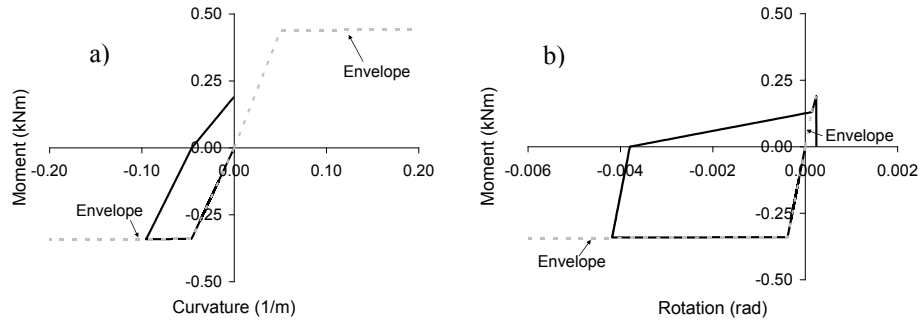 a)
Moment (kNm)
0.50
0.25
0.00
-0.25
-0.50
-0.20
-0.10
0.00
0.10
0.20
Envelope
Envelope
Curvature (1/m)
b)
Moment (kNm)
0.50
0.25
0.00
-0.25
-0.50
-0.006
-0.004
-0.002
0.000
0.002
Envelope
Envelope
Rotation (rad)